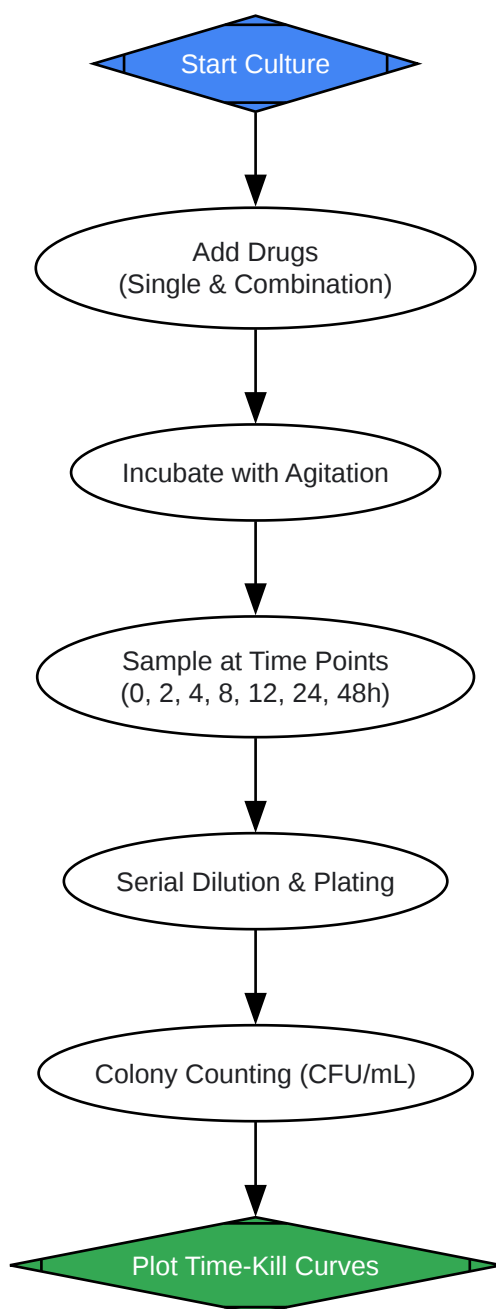 Start Culture
Add Drugs
(Single & Combination)
Incubate with Agitation
Sample at Time Points
(0, 2, 4, 8, 12, 24, 48h)
Serial Dilution & Plating
Colony Counting (CFU/mL)
Plot Time-Kill Curves